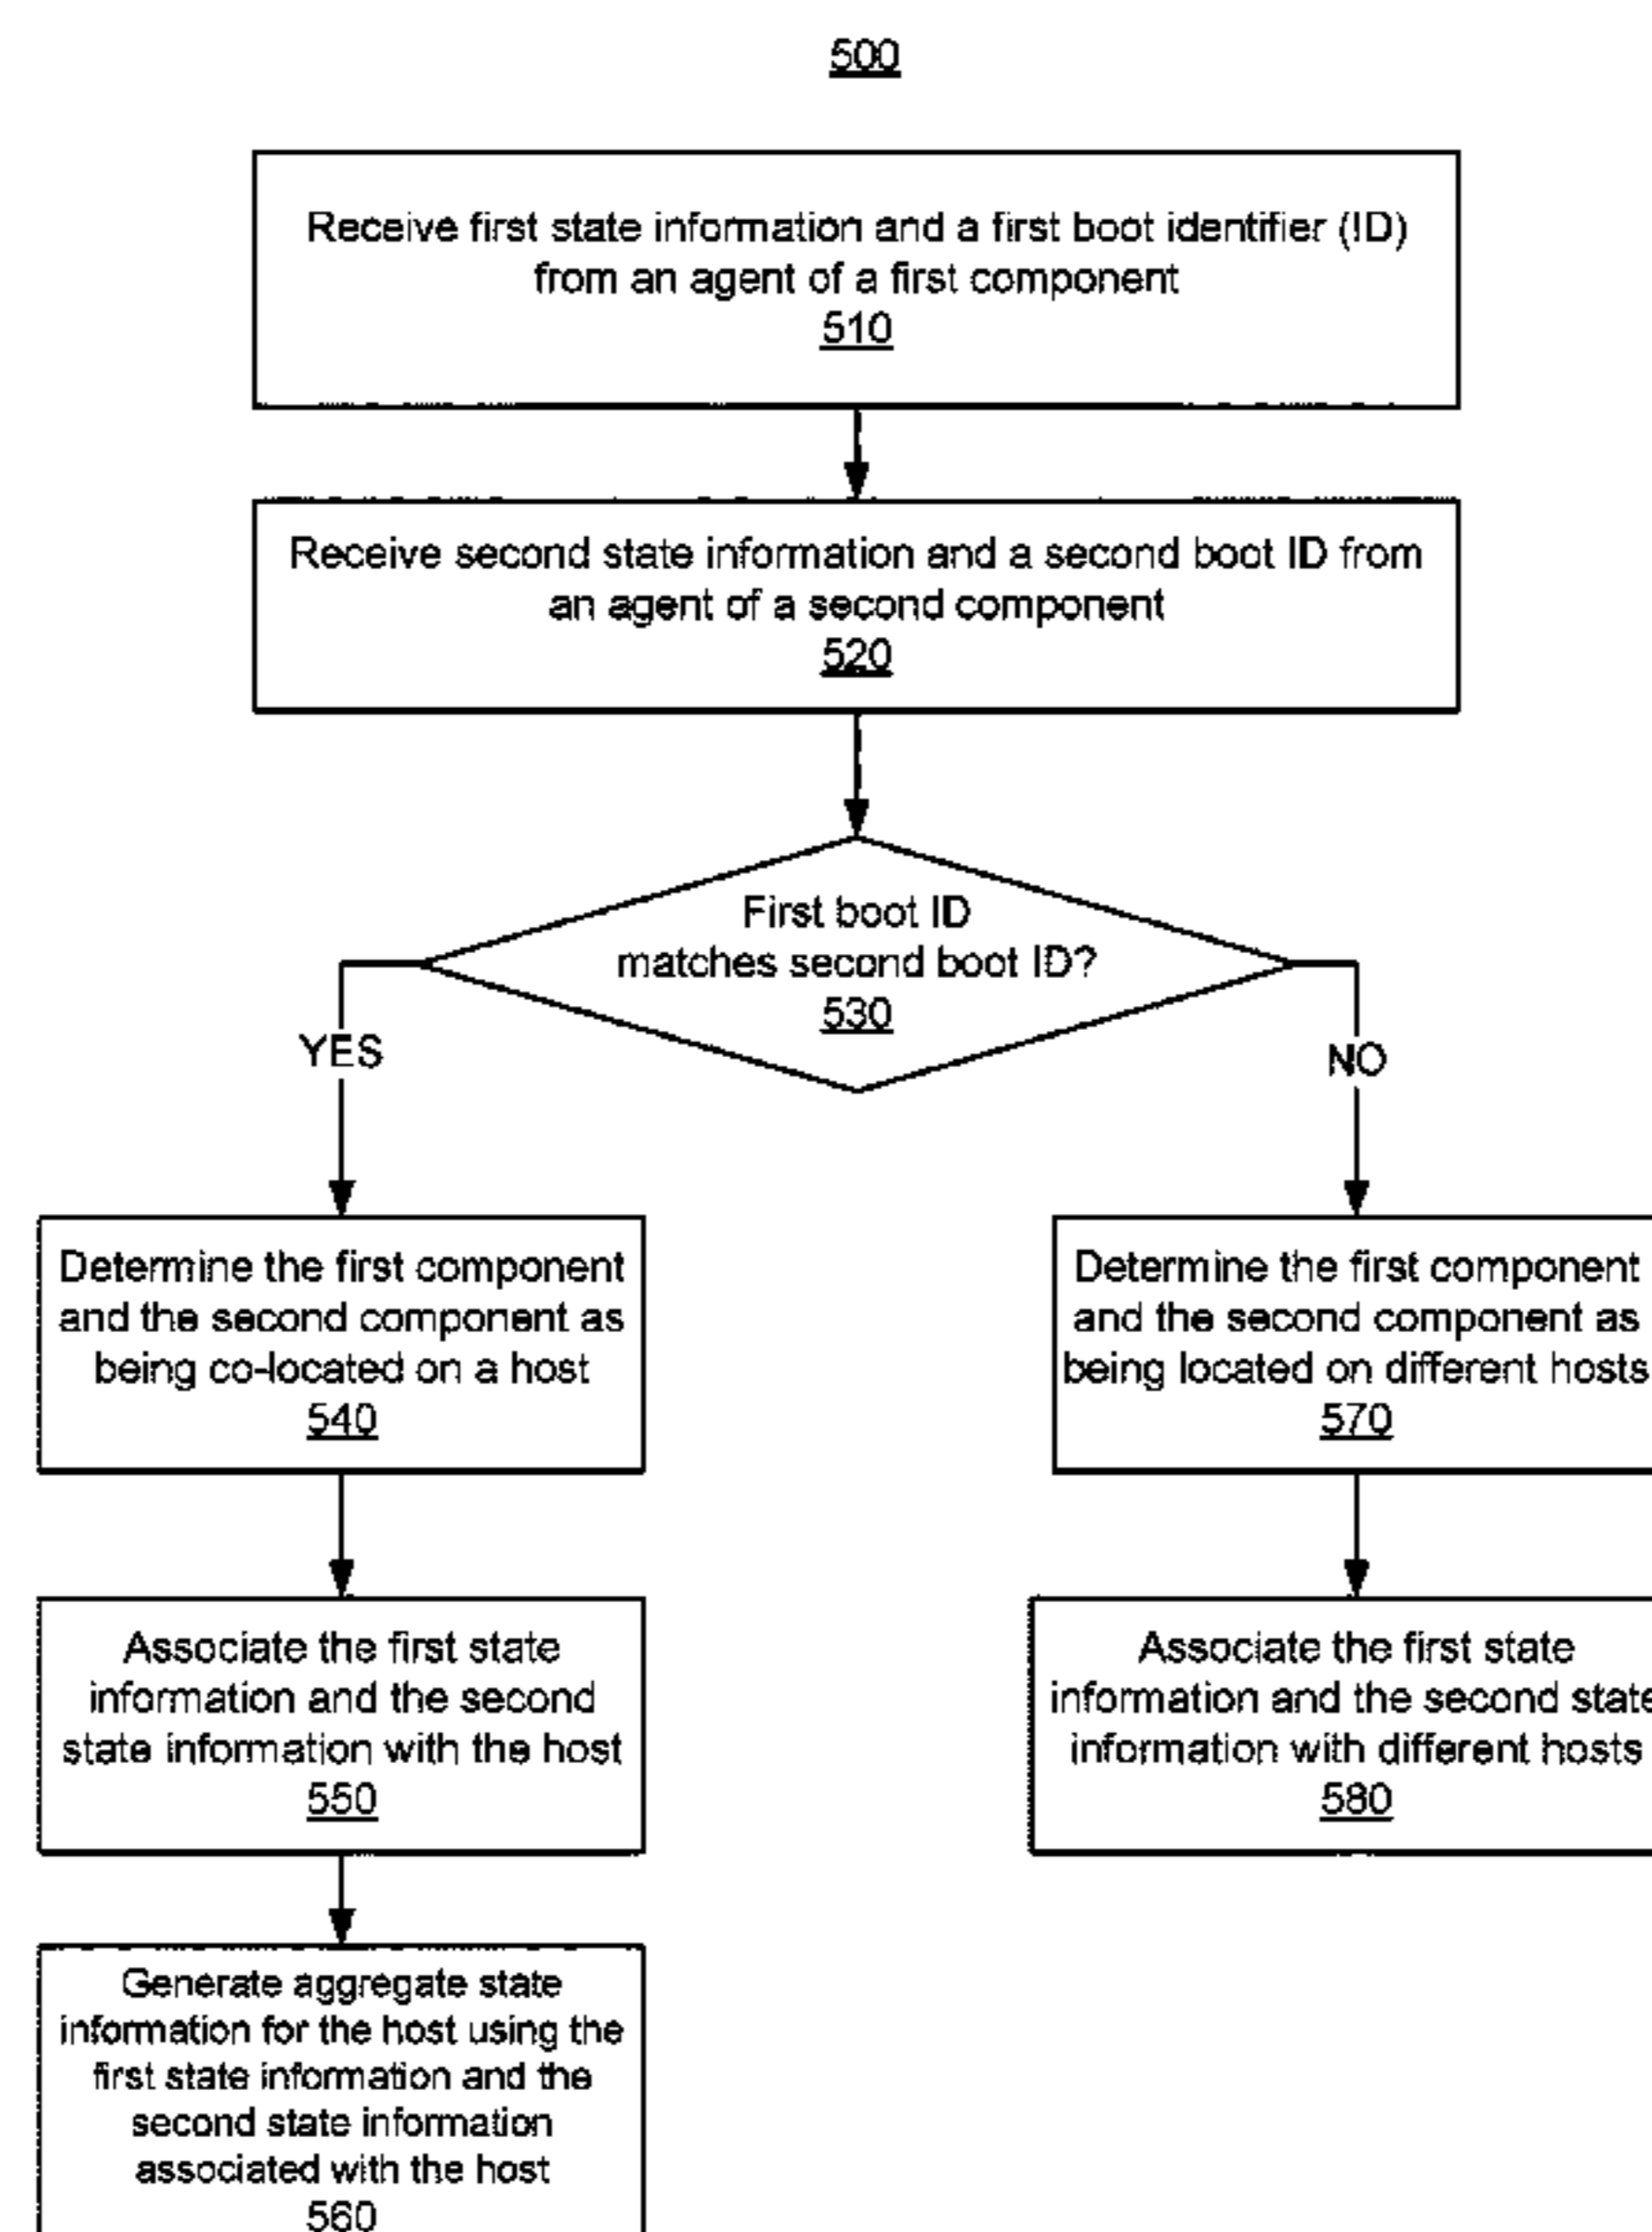 500
Receive first state information and a first boot identifier (ID)
from an agent of a first component
510
Receive second state information and a second boot ID from
an agent of a second component
520
First boot ID
matches second boot ID?
530
YES
NO
Determine the first component
and the second component as
being co-located on a host
540
Determine the first component
and the second component as
being located on different hosts
570
Associate the first state
information and the second
state information with the host
550
Associate the first state
information and the second state
information with different hosts
580
Generate aggregate state
information for the host using the
first state information and the
second state information
associated with the host
560